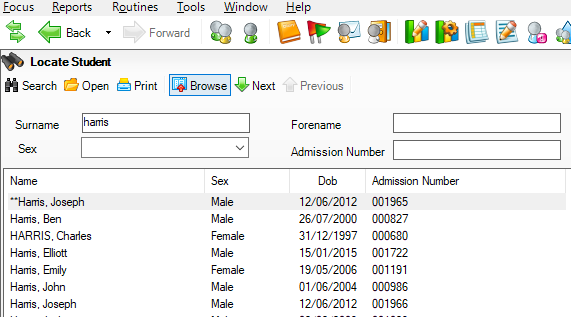 Focus Reports Routines Tools Window Help
Back Forward
Locate Student
Search Open Print Browse Next Previous
Surname harris Forename
Sex Admission Number
Name Sex Dob Admission Number
**Harris, Joseph Male 12/06/2012 001965
Harris, Ben Male 26/07/2000 000827
HARRIS, Charles Female 31/12/1997 000680
Harris, Elliott Male 15/01/2015 001722
Harris, Emily Female 19/05/2006 001191
Harris, John Male 01/06/2004 000986
Harris, Joseph Male 12/06/2012 001966